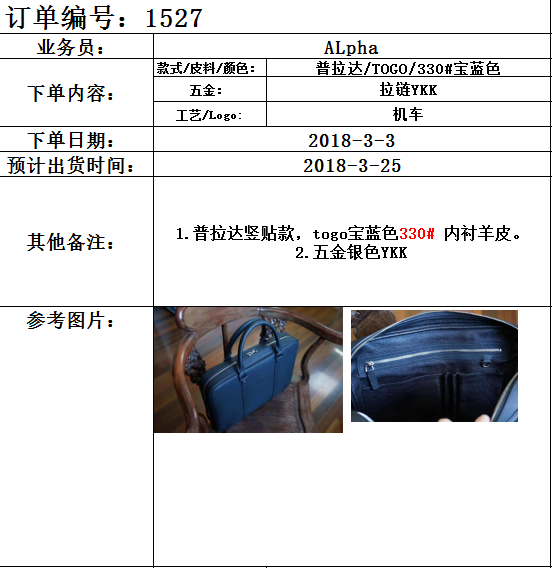 订单编号：1527
业务员：
ALpha
下单内容：
款式/皮料/颜色：
普拉达/TOGO/330#宝蓝色
五金：
拉链YKK
工艺/Logo:
机车
下单日期：
2018-3-3
预计出货时间：
2018-3-25
其他备注：
1.普拉达竖贴款，togo宝蓝色330# 内衬羊皮。
2.五金银色YKK
参考图片：